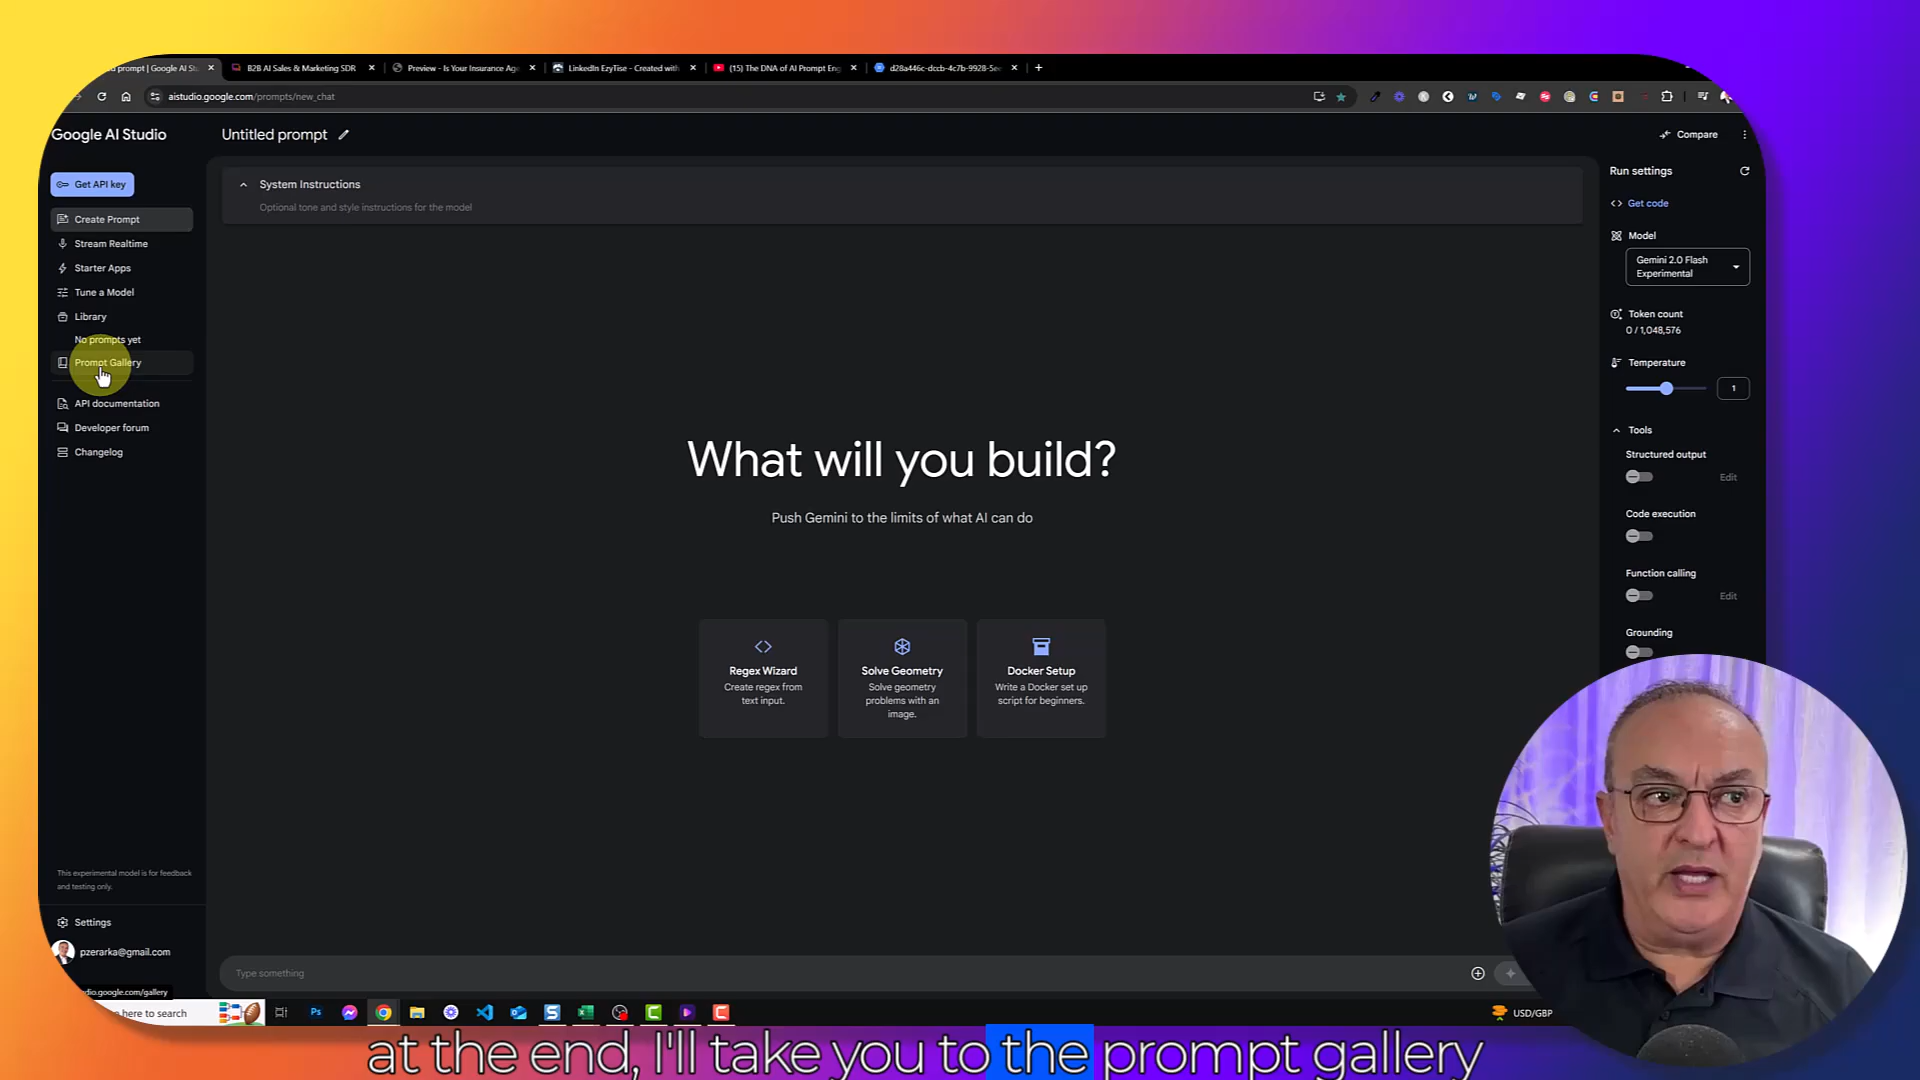 prompt | Google AI St
B2B AI Sales & Marketing SDR
Preview - Is Your Insurance Ag
LinkedIn EzyTise - Created with
(15) The DNA of AI Prompt Eng
d28a446c-dccb-4c7b-9928-5e
aistudio.google.com/prompts/new_chat
Google AI Studio
Untitled prompt
Compare
Get API key
Create Prompt
Stream Realtime
Starter Apps
Tune a Model
Library
No prompts yet
Prompt Gallery
API documentation
Developer forum
Changelog
This experimental model is for feedback
and testing only.
Settings
pzerarka@gmail.com
dio.google.com/gallery
System Instructions
Optional tone and style instructions for the model
What will you build?
Push Gemini to the limits of what AI can do
Regex Wizard
Create regex from
text input.
Solve Geometry
Solve geometry
problems with an
image.
Docker Setup
Write a Docker set up
script for beginners.
Type something
Run settings
Get code
Model
Gemini 2.0 Flash
Experimental
Token count
0 / 1,048,576
Temperature
1
Tools
Structured output
Edit
Code execution
Function calling
Edit
Grounding
here to search
USD/GBP
at the end, I'll take you to the prompt gallery